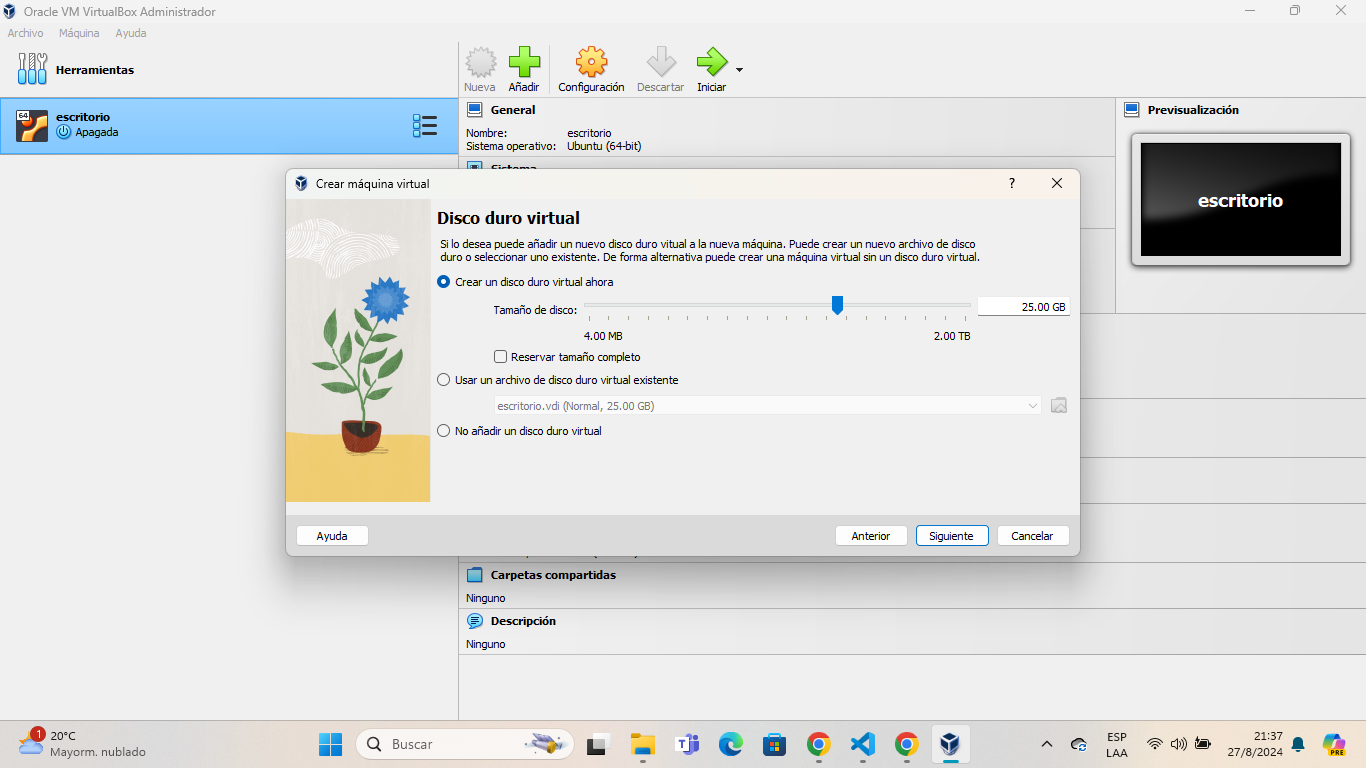 Oracle VM VirtualBox Administrador
Archivo Máquina Ayuda
Herramientas
Nueva Añadir Configuración Descartar Iniciar
64 escritorio
Apagada
General
Nombre: escritorio
Sistema operativo: Ubuntu (64-bit)
Sistema
Previsualización
escritorio
Crear máquina virtual ?
Disco duro virtual
Si lo desea puede añadir un nuevo disco duro vitual a la nueva máquina. Puede crear un nuevo archivo de disco
duro o seleccionar uno existente. De forma alternativa puede crear una máquina virtual sin un disco duro virtual.
Crear un disco duro virtual ahora
Tamaño de disco: 25.00 GB
4.00 MB 2.00 TB
Reservar tamaño completo
Usar un archivo de disco duro virtual existente
escritorio.vdi (Normal, 25.00 GB)
No añadir un disco duro virtual
Ayuda Anterior Siguiente Cancelar
Carpetas compartidas
Ninguno
Descripción
Ninguno
1 20°C
Mayorm. nublado
Buscar
ESP
LAA
21:37
27/8/2024
PRE